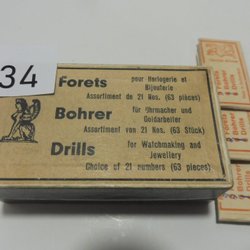 34
Forets
pour Horlogerie et
Bijouterie
Assortiment de 21 Nos. (63 pièces)
Bohrer
für Uhrmacher und
Goldarbeiter
Assortiment von 21 Nos. (63 Stück)
Drills
for Watchmaking and
Jewellery
Choice of 21 numbers (63 pieces)